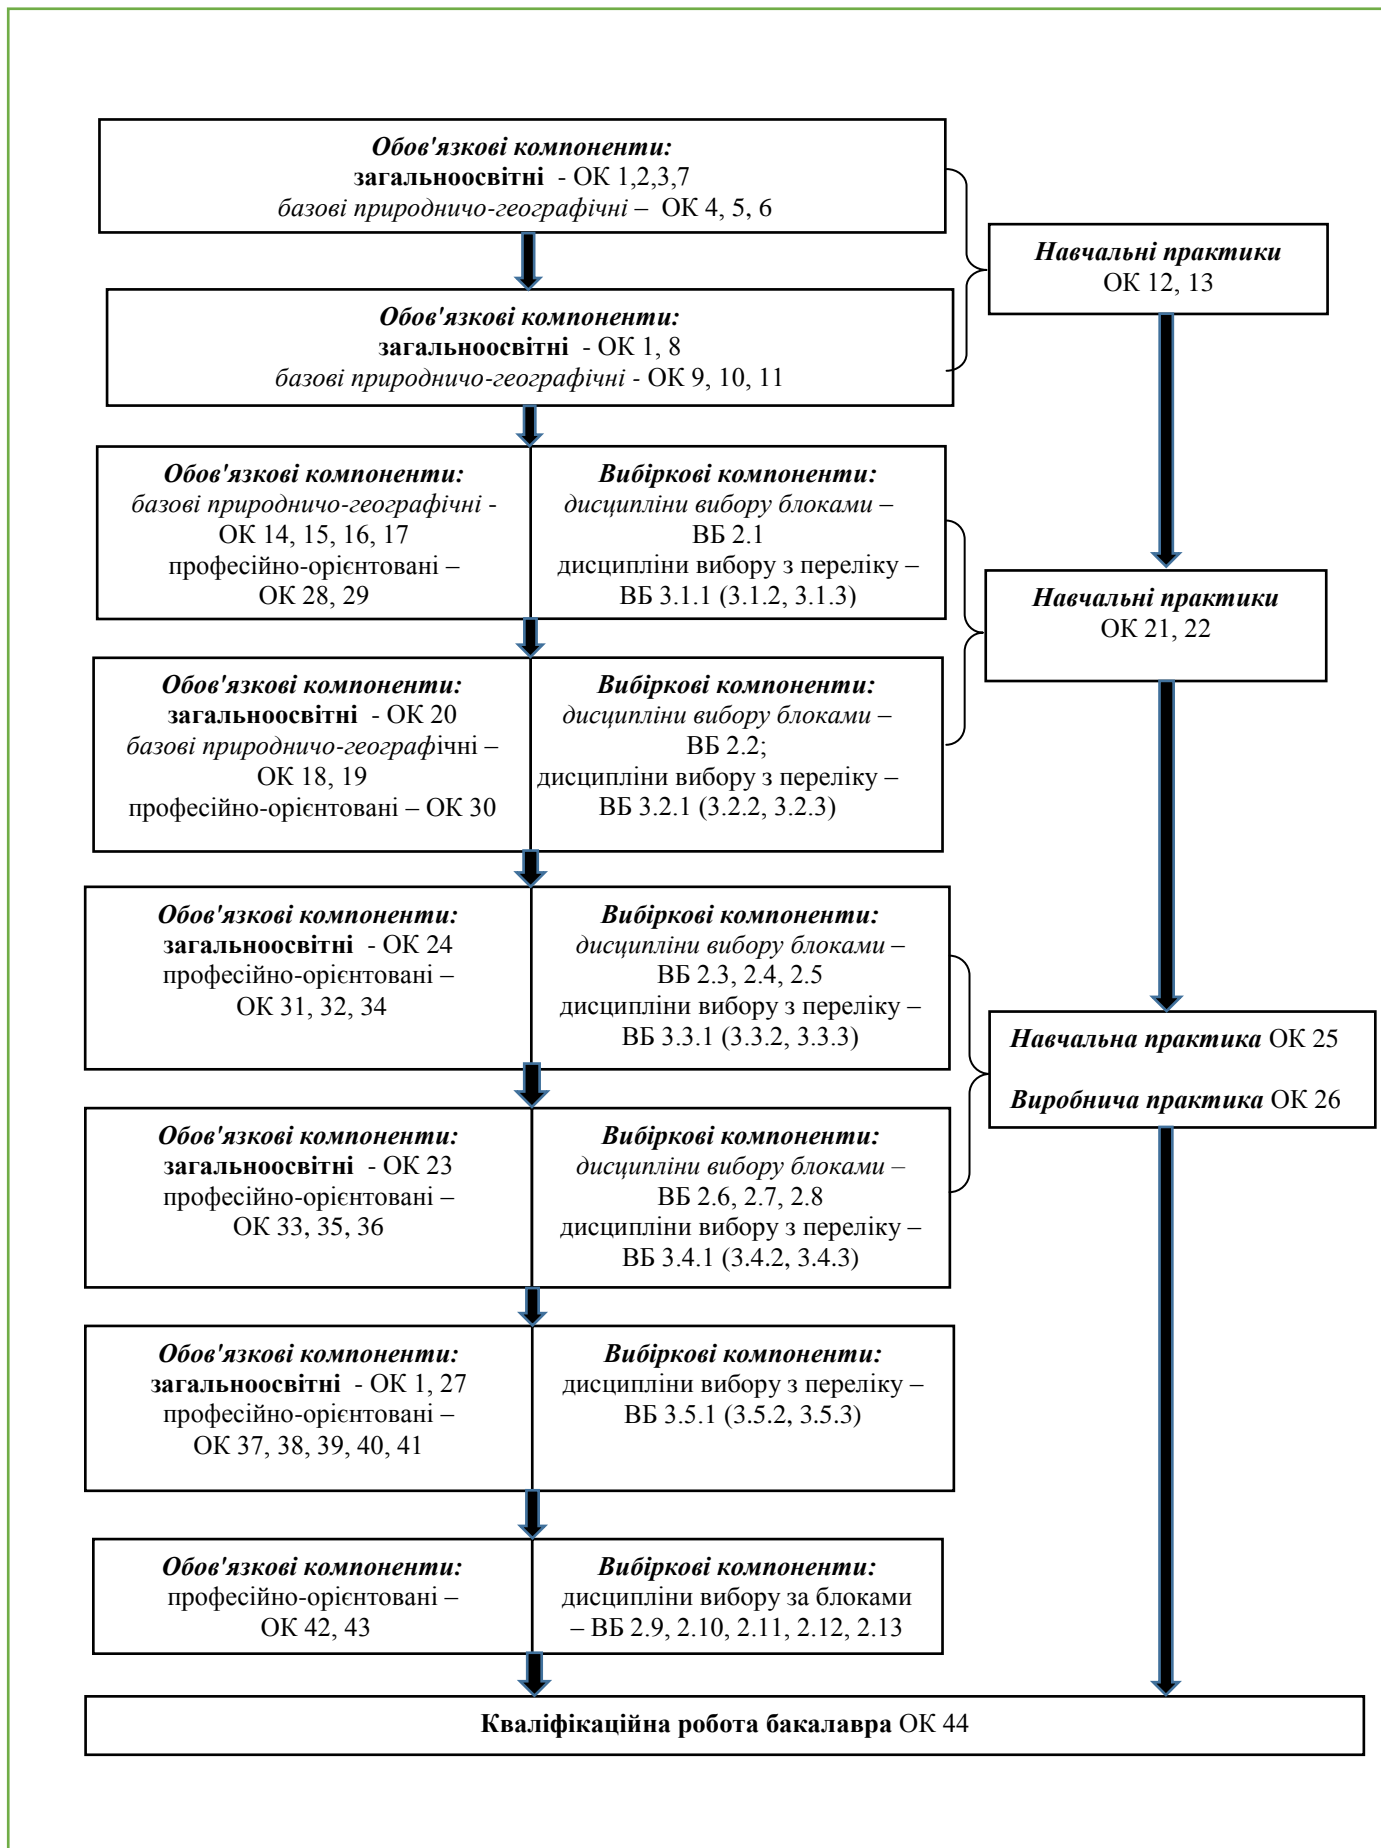 Обов'язкові компоненти:
загальноосвітні - ОК 1,2,3,7
базові природничо-географічні – ОК 4, 5, 6
Навчальні практики
ОК 12, 13
Обов'язкові компоненти:
загальноосвітні - ОК 1, 8
базові природничо-географічні - ОК 9, 10, 11
Обов'язкові компоненти:
базові природничо-географічні -
ОК 14, 15, 16, 17
професійно-орієнтовані –
ОК 28, 29
Вибіркові компоненти:
дисципліни вибору блоками –
ВБ 2.1
дисципліни вибору з переліку –
ВБ 3.1.1 (3.1.2, 3.1.3)
Навчальні практики
ОК 21, 22
Обов'язкові компоненти:
загальноосвітні - ОК 20
базові природничо-географічні –
ОК 18, 19
професійно-орієнтовані – ОК 30
Вибіркові компоненти:
дисципліни вибору блоками –
ВБ 2.2;
дисципліни вибору з переліку –
ВБ 3.2.1 (3.2.2, 3.2.3)
Обов'язкові компоненти:
загальноосвітні - ОК 24
професійно-орієнтовані –
ОК 31, 32, 34
Вибіркові компоненти:
дисципліни вибору блоками –
ВБ 2.3, 2.4, 2.5
дисципліни вибору з переліку –
ВБ 3.3.1 (3.3.2, 3.3.3)
Навчальна практика ОК 25
Виробнича практика ОК 26
Обов'язкові компоненти:
загальноосвітні - ОК 23
професійно-орієнтовані –
ОК 33, 35, 36
Вибіркові компоненти:
дисципліни вибору блоками –
ВБ 2.6, 2.7, 2.8
дисципліни вибору з переліку –
ВБ 3.4.1 (3.4.2, 3.4.3)
Обов'язкові компоненти:
загальноосвітні - ОК 1, 27
професійно-орієнтовані –
ОК 37, 38, 39, 40, 41
Вибіркові компоненти:
дисципліни вибору з переліку –
ВБ 3.5.1 (3.5.2, 3.5.3)
Обов'язкові компоненти:
професійно-орієнтовані –
ОК 42, 43
Вибіркові компоненти:
дисципліни вибору за блоками
– ВБ 2.9, 2.10, 2.11, 2.12, 2.13
Кваліфікаційна робота бакалавра ОК 44